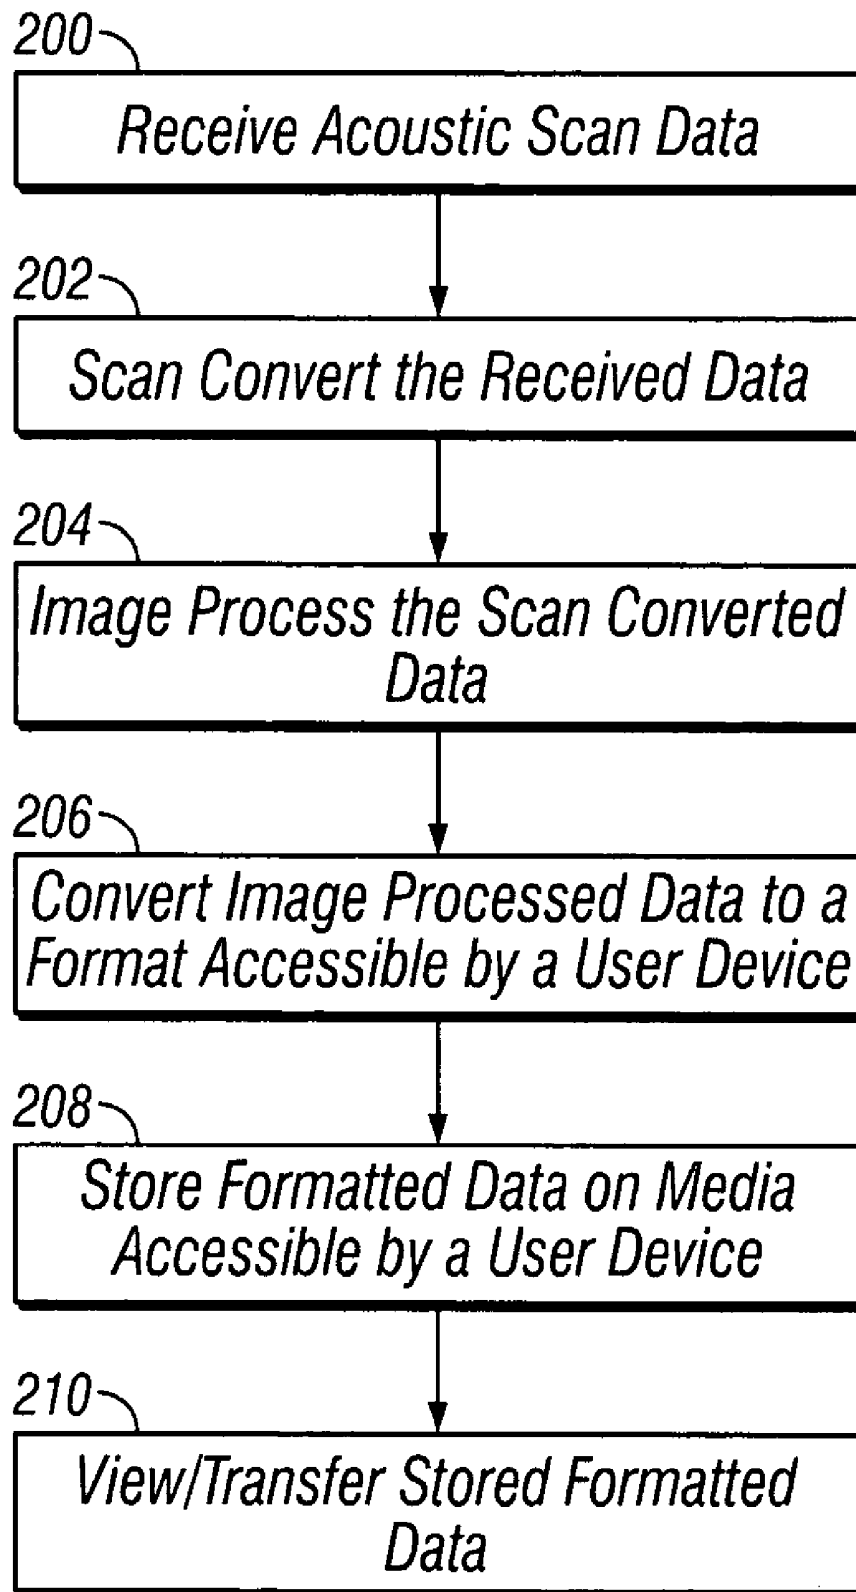 200
Receive Acoustic Scan Data
202
Scan Convert the Received Data
204
Image Process the Scan Converted
Data
206
Convert Image Processed Data to a
Format Accessible by a User Device
208
Store Formatted Data on Media
Accessible by a User Device
210
View/Transfer Stored Formatted
Data